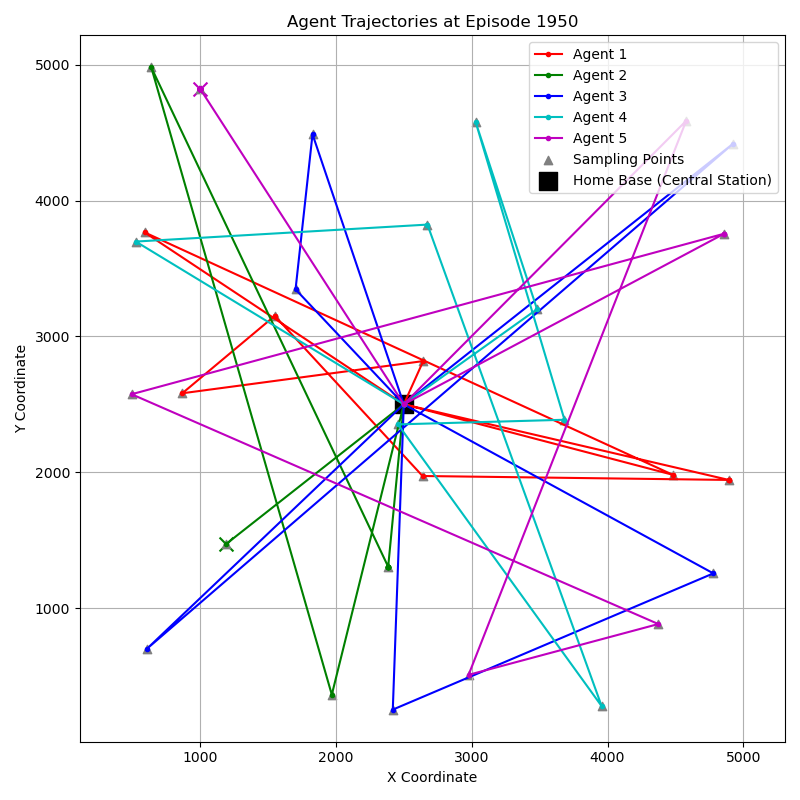 Agent Trajectories at Episode 1950
Agent 1
Agent 2
Agent 3
Agent 4
Agent 5
Sampling Points
Home Base (Central Station)
5000
4000
3000
2000
1000
Y Coordinate
1000
2000
3000
4000
5000
X Coordinate